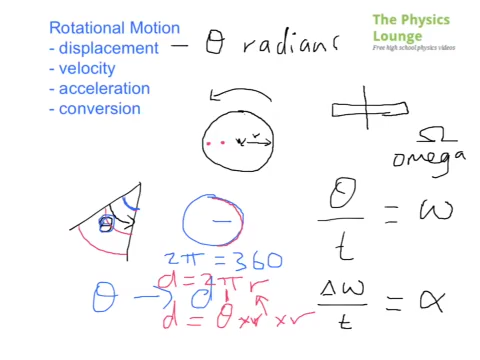 Rotational Motion
- displacement – θ radians
- velocity
- acceleration
- conversion
The Physics
Lounge
Free high school physics videos
r
Ω
omega
θ
2π = 360
d = 2π r
θ → d
d = θ × r
θ/t = ω
Δω/t = α